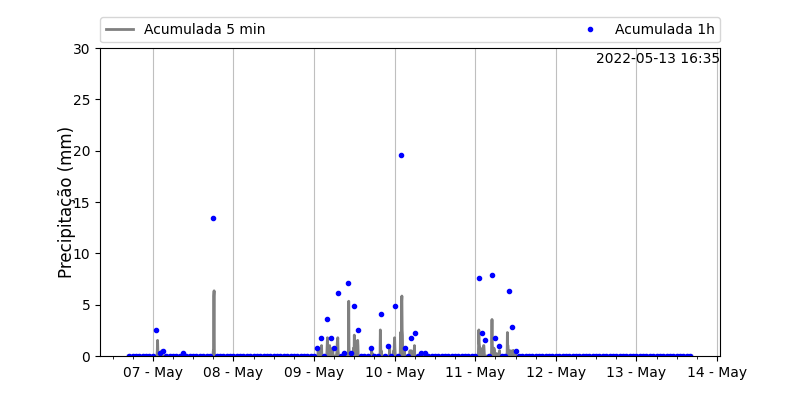 Acumulada 5 min
Acumulada 1h
2022-05-13 16:35
Precipitação (mm)
30
25
20
15
10
5
0
07 - May
08 - May
09 - May
10 - May
11 - May
12 - May
13 - May
14 - May